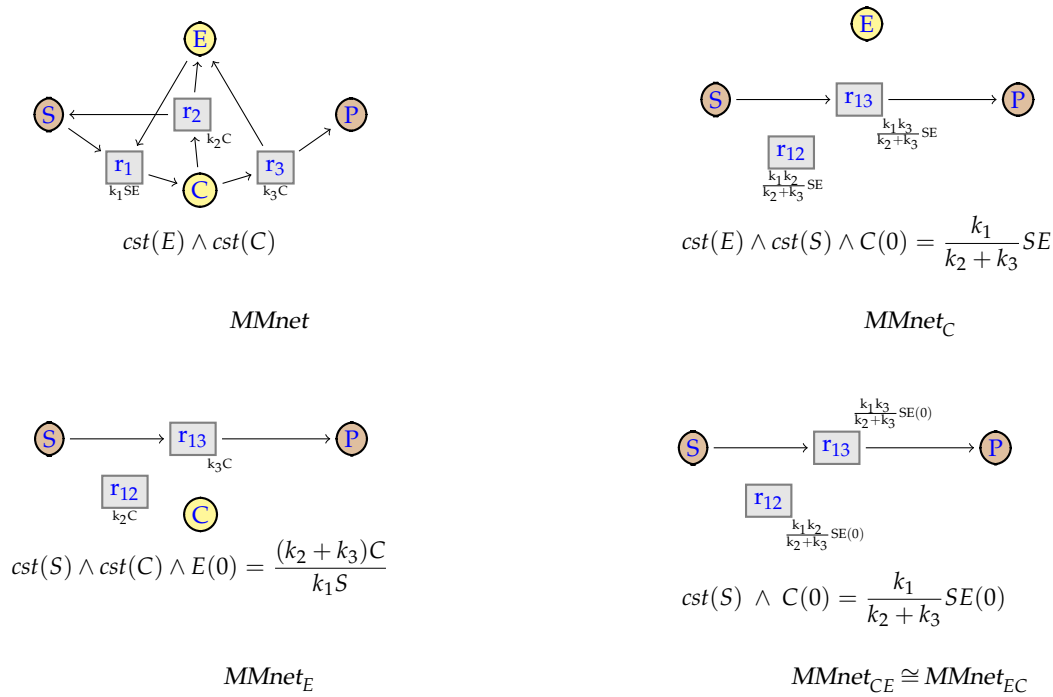 E
S
r₂
P
k₂C
r₁
r₃
k₁SE
C
k₃C
cst(E) ∧ cst(C)
MMnet
E
S
r₁₃
P
k₁k₃/(k₂+k₃) SE
r₁₂
k₁k₂/(k₂+k₃) SE
cst(E) ∧ cst(S) ∧ C(0) = k₁/(k₂ + k₃) SE
MMnet_C
S
r₁₃
P
k₃C
r₁₂
k₂C
C
cst(S) ∧ cst(C) ∧ E(0) = (k₂ + k₃)C/(k₁S)
MMnet_E
k₁k₃/(k₂+k₃) SE(0)
S
r₁₃
P
r₁₂
k₁k₂/(k₂+k₃) SE(0)
cst(S) ∧ C(0) = k₁/(k₂ + k₃) SE(0)
MMnet_CE ≅ MMnet_EC